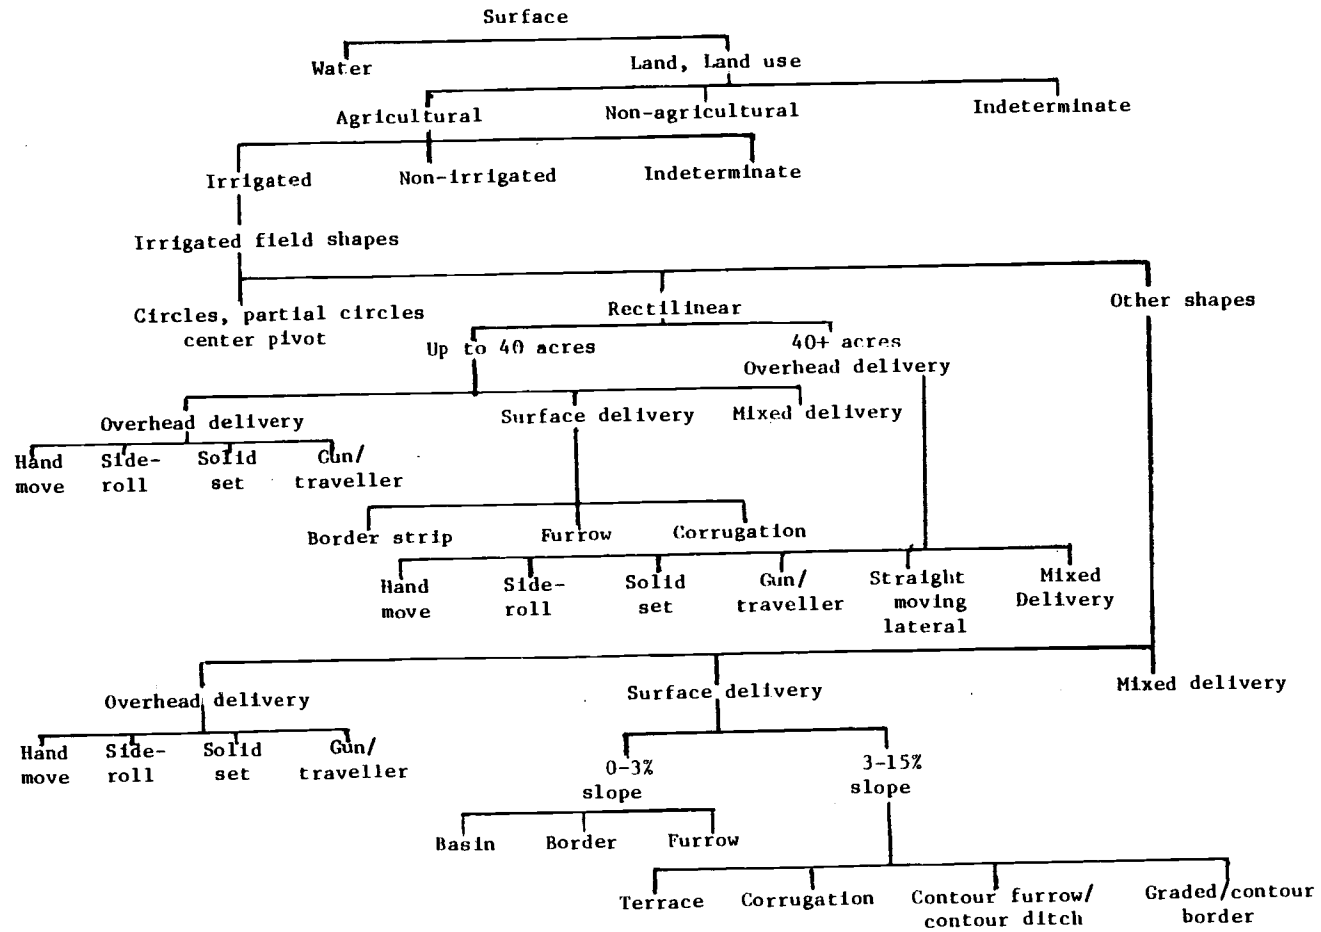 Surface
Water
Land, Land use
Agricultural
Non-agricultural
Indeterminate
Irrigated
Non-irrigated
Indeterminate
Irrigated field shapes
Circles, partial circles
center pivot
Rectilinear
Other shapes
Up to 40 acres
40+ acres
Overhead delivery
Overhead delivery
Surface delivery
Mixed delivery
Hand
move
Side-
roll
Solid
set
Gun/
traveller
Border strip
Furrow
Corrugation
Hand
move
Side-
roll
Solid
set
Gun/
traveller
Straight
moving
lateral
Mixed
Delivery
Overhead delivery
Surface delivery
Mixed delivery
Hand
move
Side-
roll
Solid
set
Gun/
traveller
0-3%
slope
3-15%
slope
Basin
Border
Furrow
Terrace
Corrugation
Contour furrow/
contour ditch
Graded/contour
border